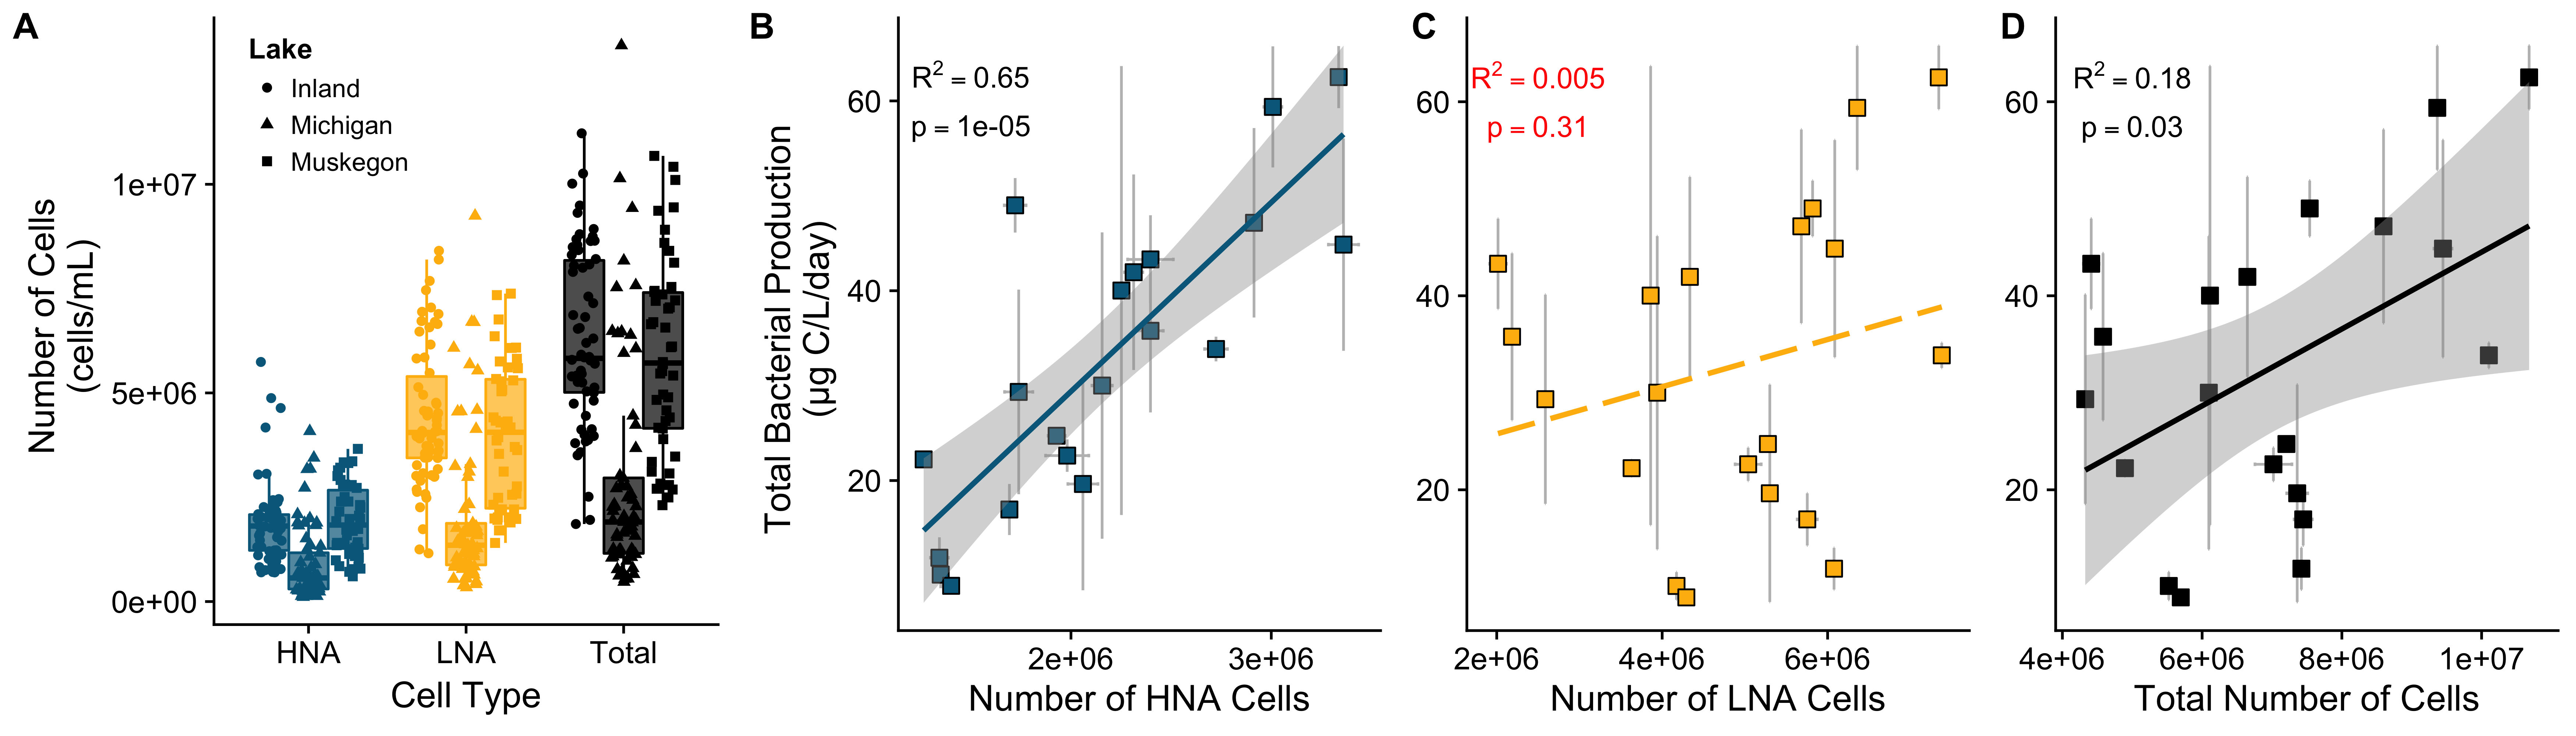 A
Number of Cells
(cells/mL)
1e+07
5e+06
0e+00
Lake
Inland
Michigan
Muskegon
HNA
LNA
Total
Cell Type
B
Total Bacterial Production
(μg C/L/day)
60
40
20
R² = 0.65
p = 1e-05
2e+06
3e+06
Number of HNA Cells
C
60
40
20
R² = 0.005
p = 0.31
2e+06
4e+06
6e+06
Number of LNA Cells
D
60
40
20
R² = 0.18
p = 0.03
4e+06
6e+06
8e+06
1e+07
Total Number of Cells